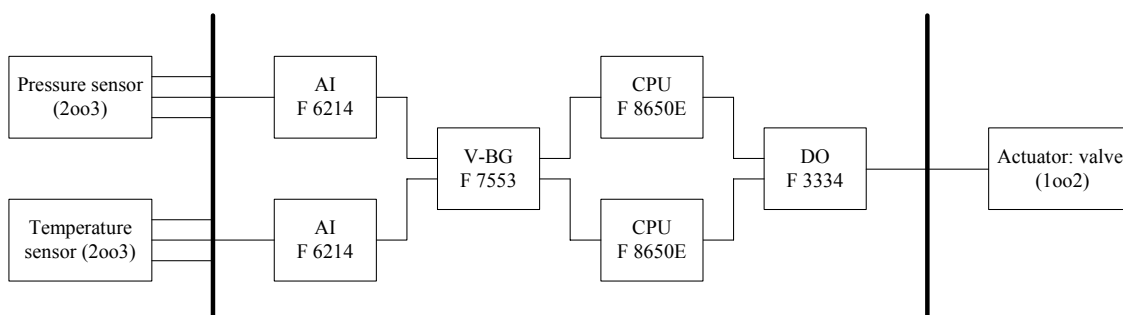 Pressure sensor
(2oo3)
AI
F 6214
CPU
F 8650E
V-BG
F 7553
DO
F 3334
Actuator: valve
(1oo2)
Temperature
sensor (2oo3)
AI
F 6214
CPU
F 8650E